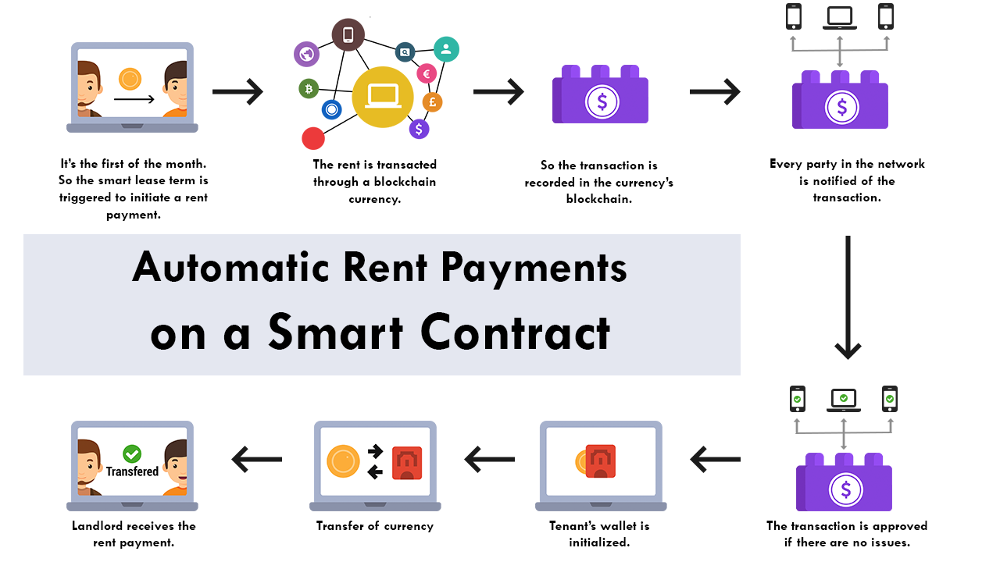 It's the first of the month.
So the smart lease term is
triggered to initiate a rent
payment.
The rent is transacted
through a blockchain
currency.
So the transaction is
recorded in the currency's
blockchain.
Every party in the network
is notified of the
transaction.
Automatic Rent Payments
on a Smart Contract
The transaction is approved
if there are no issues.
Tenant's wallet is
initialized.
Transfer of currency
Transfered
Landlord receives the
rent payment.